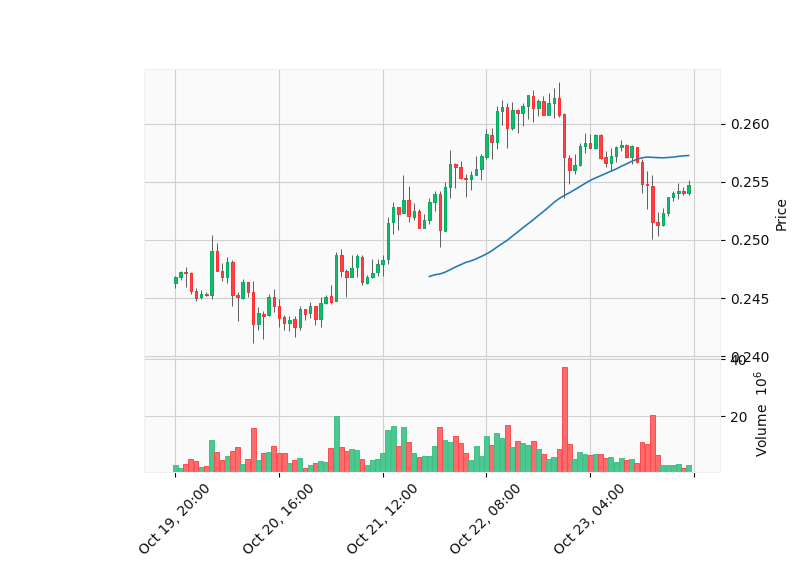 0.260
0.255
0.250
0.245
0.240
Price
40
20
Volume 10^6
Oct 19, 20:00
Oct 20, 16:00
Oct 21, 12:00
Oct 22, 08:00
Oct 23, 04:00